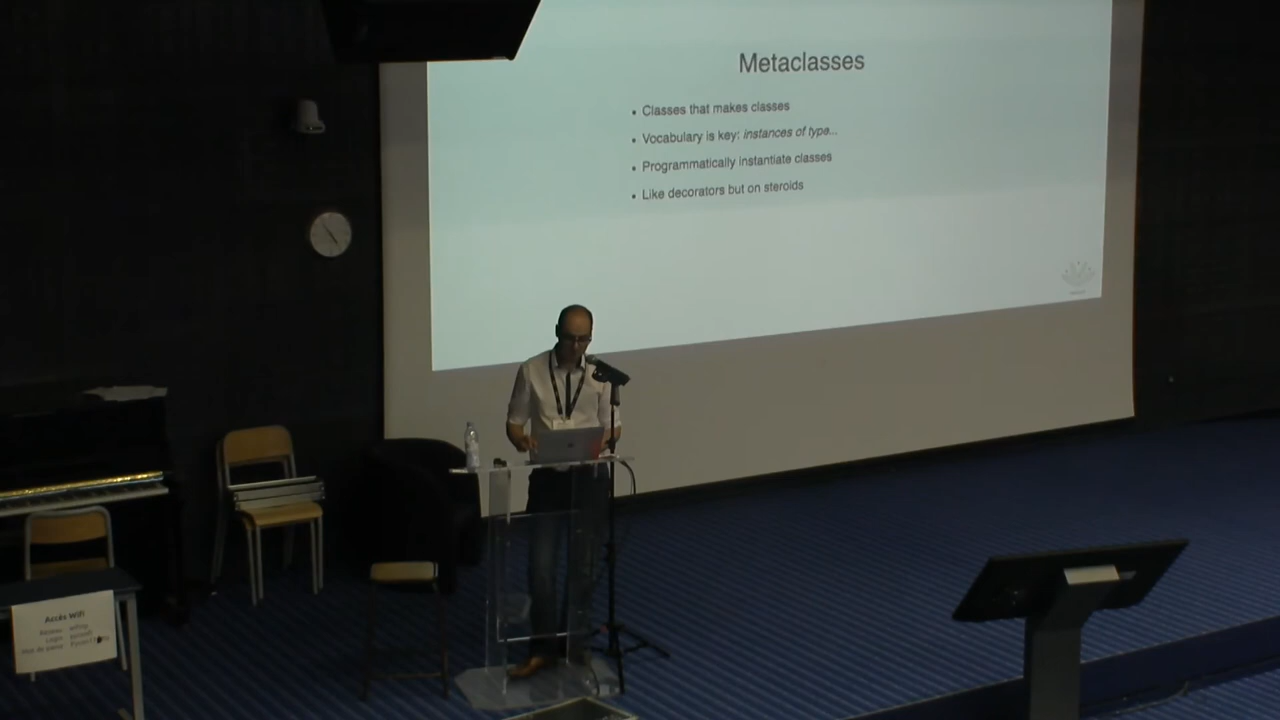 Metaclasses
• Classes that makes classes
• Vocabulary is key: instances of type...
• Programmatically instantiate classes
• Like decorators but on steroids
Accès Wifi
Login